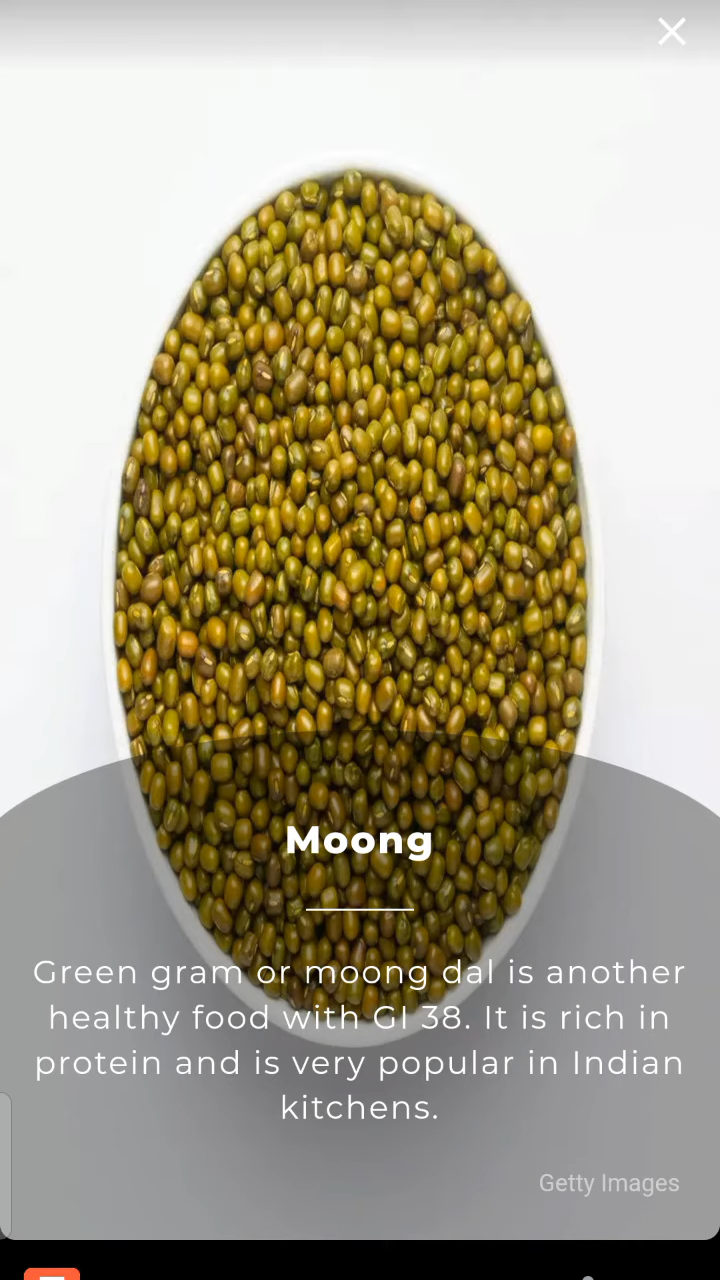 Moong
Green gram or moong dal is another
healthy food with GI 38. It is rich in
protein and is very popular in Indian
kitchens.
Getty Images